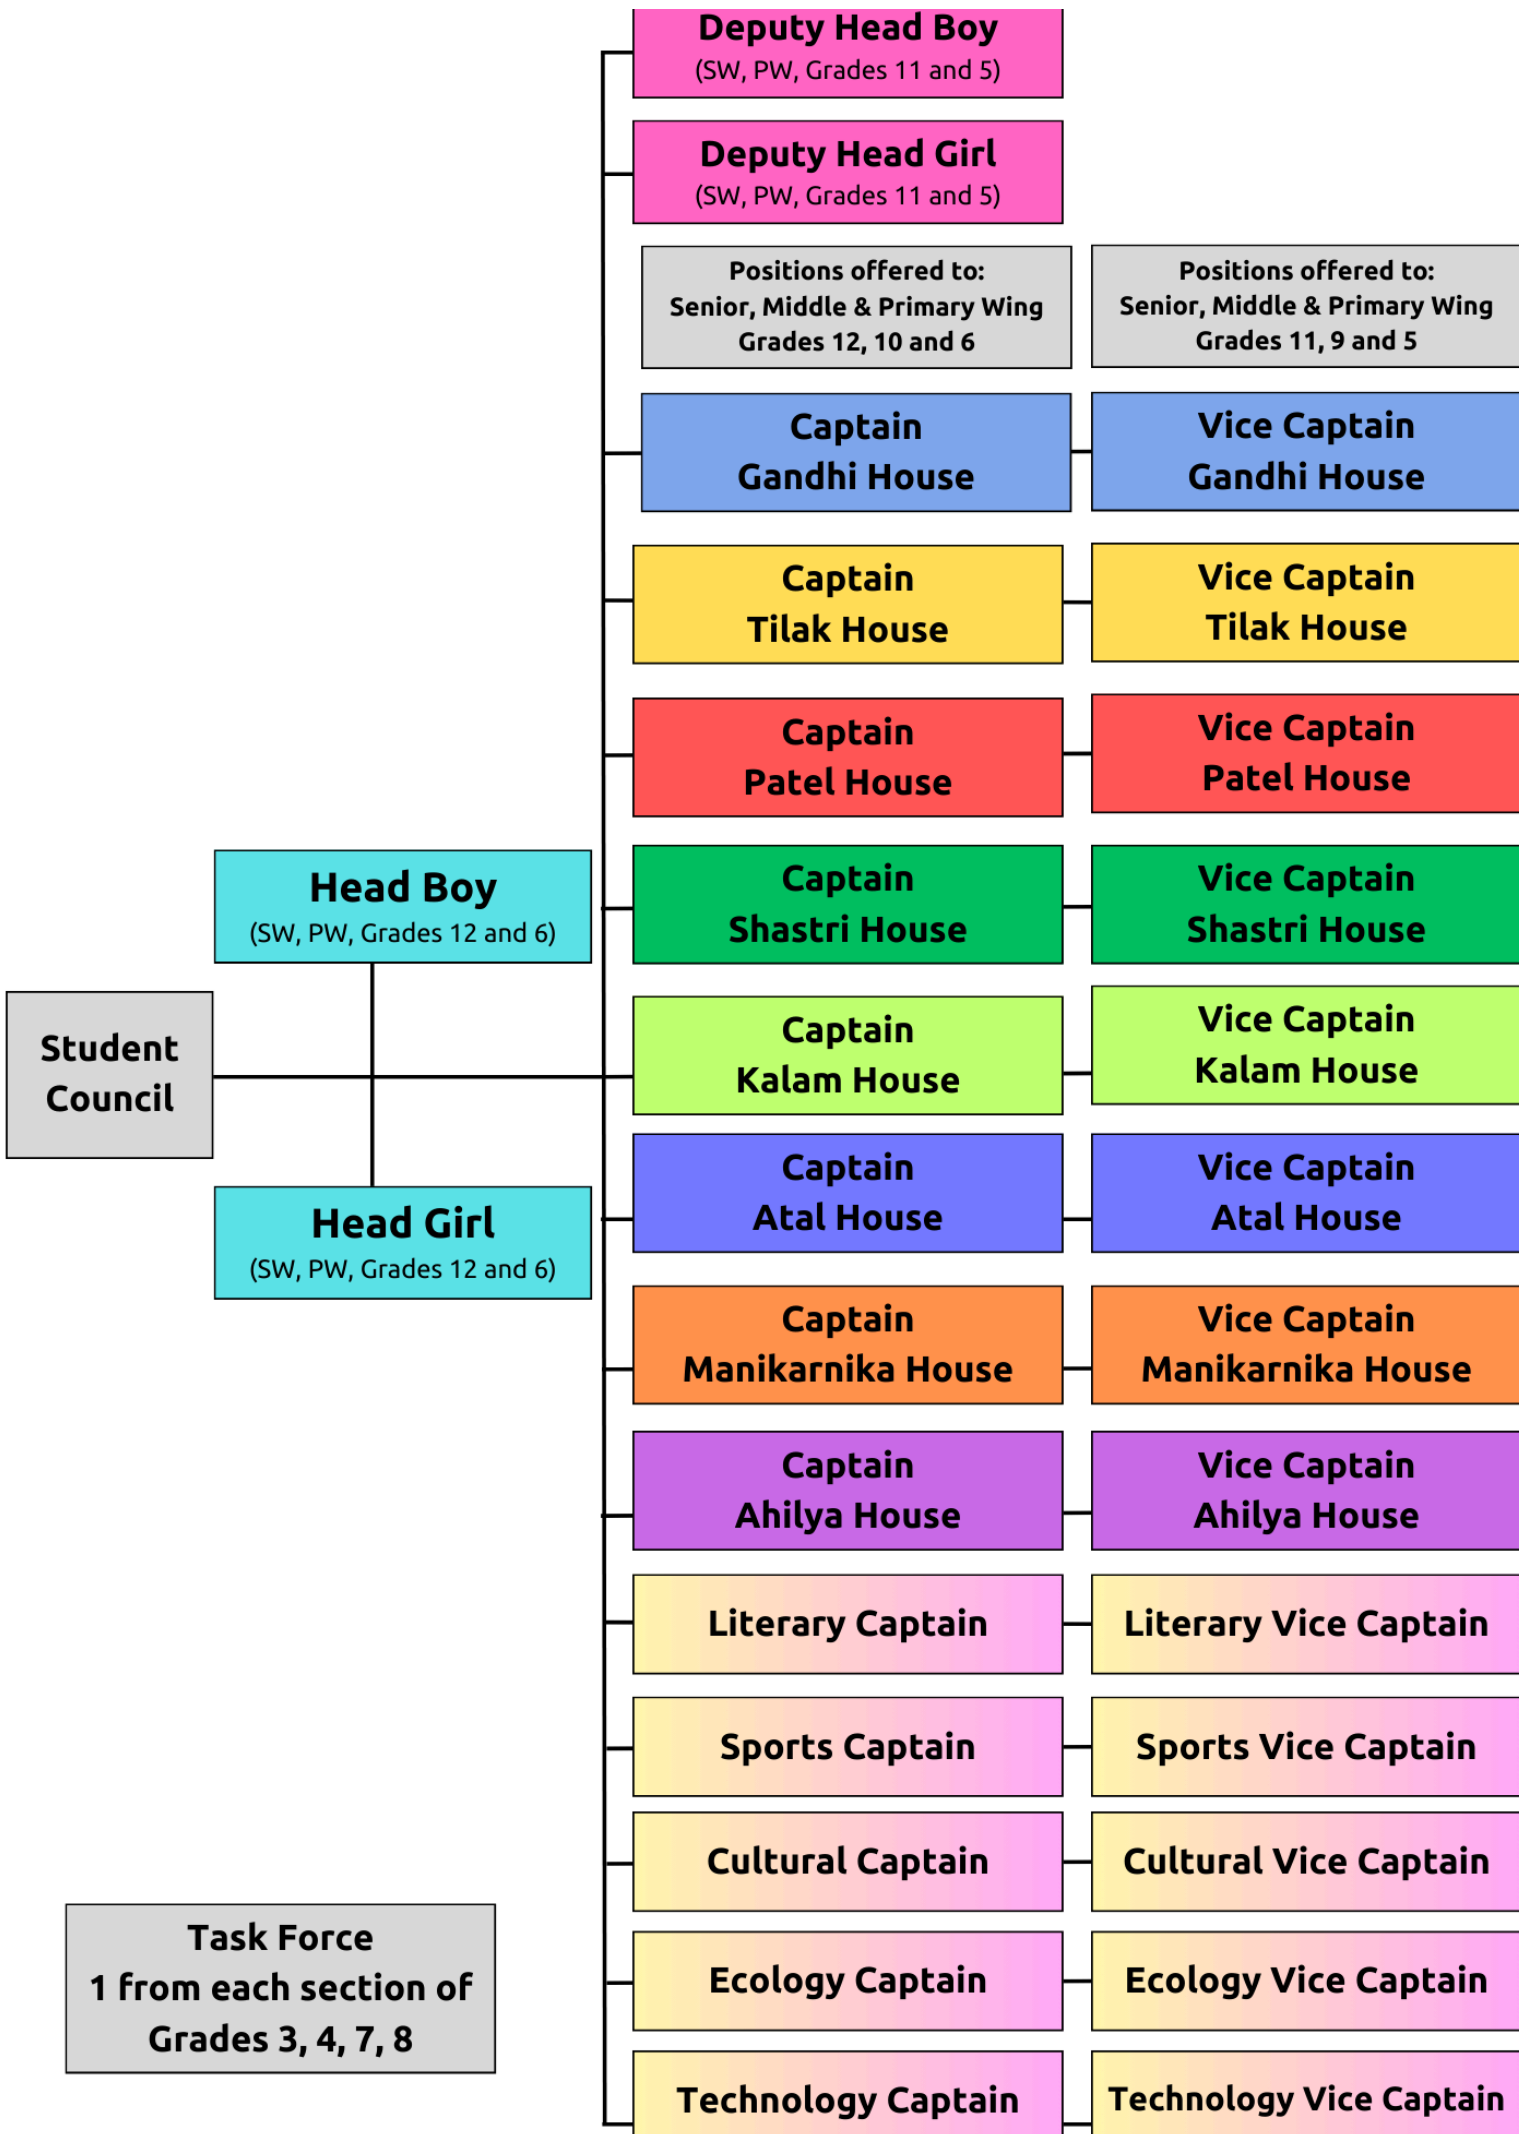 Deputy Head Boy
(SW, PW, Grades 11 and 5)
Deputy Head Girl
(SW, PW, Grades 11 and 5)
Positions offered to:
Senior, Middle & Primary Wing
Grades 12, 10 and 6
Positions offered to:
Senior, Middle & Primary Wing
Grades 11, 9 and 5
Captain
Gandhi House
Vice Captain
Gandhi House
Captain
Tilak House
Vice Captain
Tilak House
Captain
Patel House
Vice Captain
Patel House
Head Boy
(SW, PW, Grades 12 and 6)
Captain
Shastri House
Vice Captain
Shastri House
Student
Council
Captain
Kalam House
Vice Captain
Kalam House
Head Girl
(SW, PW, Grades 12 and 6)
Captain
Atal House
Vice Captain
Atal House
Captain
Manikarnika House
Vice Captain
Manikarnika House
Captain
Ahilya House
Vice Captain
Ahilya House
Literary Captain
Literary Vice Captain
Sports Captain
Sports Vice Captain
Cultural Captain
Cultural Vice Captain
Task Force
1 from each section of
Grades 3, 4, 7, 8
Ecology Captain
Ecology Vice Captain
Technology Captain
Technology Vice Captain